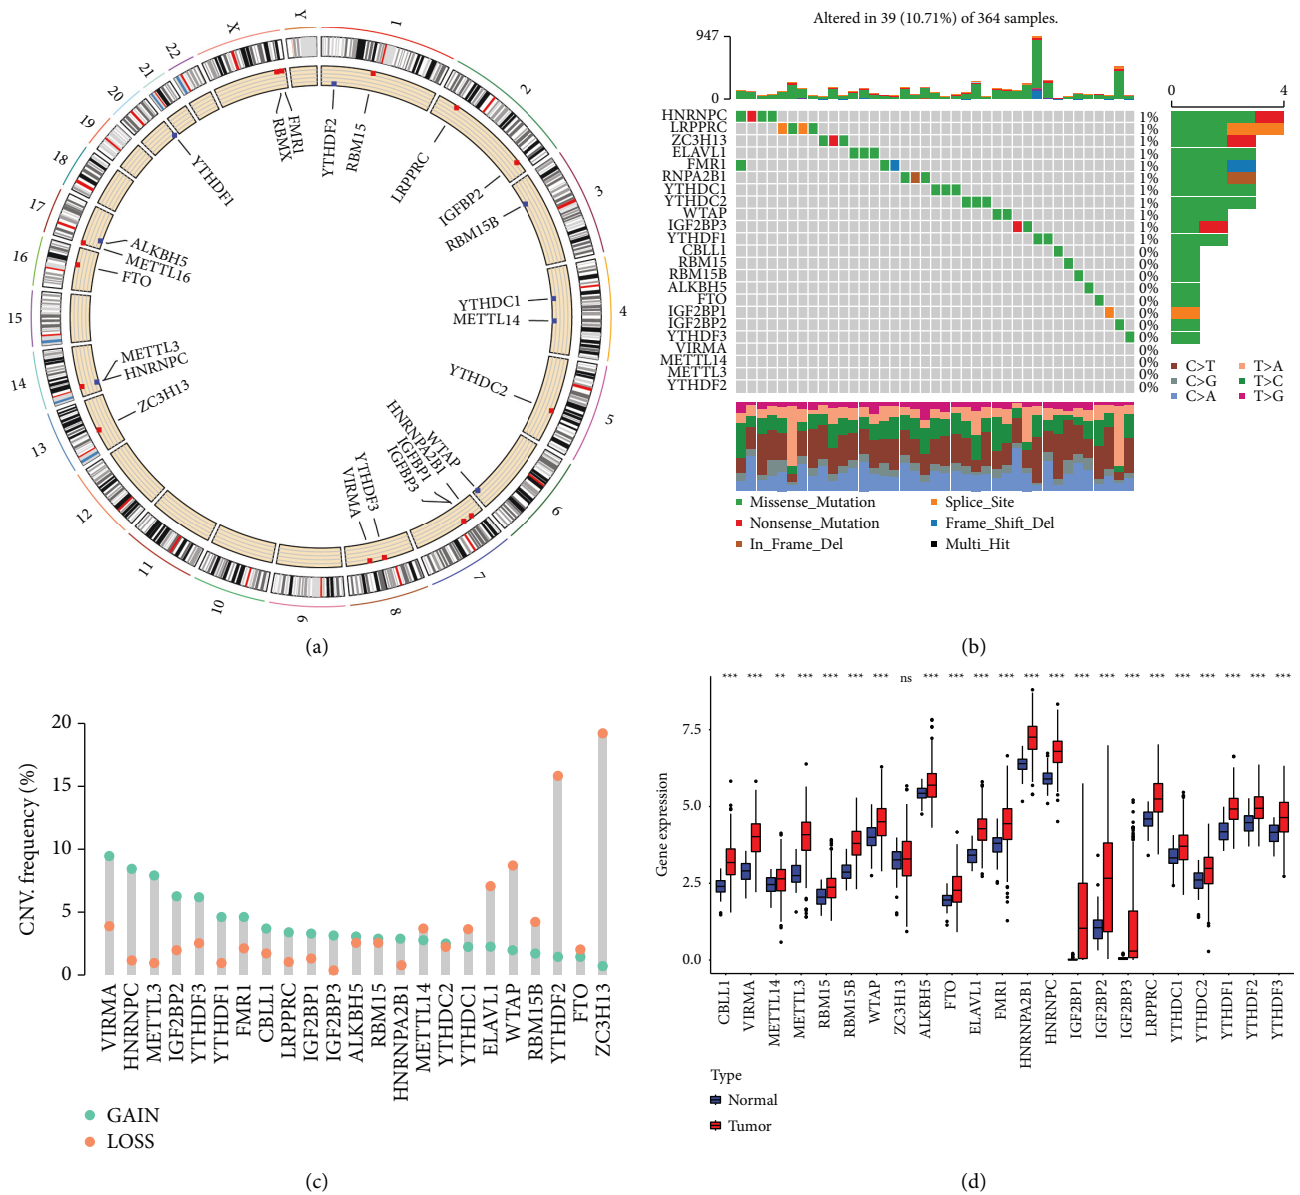 1
2
3
4
5
6
7
8
9
10
11
12
13
14
15
16
17
18
19
20
21
22
X
Y
YTHDF2
RBM15
LRPPRC
IGFBP2
RBM15B
YTHDC1
METTL14
YTHDC2
WTAP
HNRNPA2B1
IGFBP1
IGFBP3
YTHDF3
VIRMA
ZC3H13
HNRNPC
METTL3
FTO
METTL16
ALKBH5
YTHDF1
RBMX
FMR1
(a)
Altered in 39 (10.71%) of 364 samples.
947
0
0 4
HNRNPC 1%
LRPPRC 1%
ZC3H13 1%
ELAVL1 1%
FMR1 1%
RNPA2B1 1%
YTHDC1 1%
YTHDC2 1%
WTAP 1%
IGF2BP3 1%
YTHDF1 1%
CBLL1 0%
RBM15 0%
RBM15B 0%
ALKBH5 0%
FTO 0%
IGF2BP1 0%
IGF2BP2 0%
YTHDF3 0%
VIRMA 0%
METTL14 0%
METTL3 0%
YTHDF2 0%
C>T T>A
C>G T>C
C>A T>G
Missense_Mutation Splice_Site
Nonsense_Mutation Frame_Shift_Del
In_Frame_Del Multi_Hit
(b)
CNV. frequency (%)
20
15
10
5
0
VIRMA
HNRNPC
METTL3
IGF2BP2
YTHDF3
YTHDF1
FMR1
CBLL1
LRPPRC
IGF2BP1
IGF2BP3
ALKBH5
RBM15
HNRNPA2B1
METTL14
YTHDC2
YTHDC1
ELAVL1
WTAP
RBM15B
YTHDF2
FTO
ZC3H13
GAIN
LOSS
(c)
*** *** ** *** *** *** *** ns *** *** *** *** *** *** *** *** *** *** *** *** *** *** ***
Gene expression
7.5
5.0
2.5
0.0
CBLL1
VIRMA
METTL14
METTL3
RBM15
RBM15B
WTAP
ZC3H13
ALKBH5
FTO
ELAVL1
FMR1
HNRNPA2B1
HNRNPC
IGF2BP1
IGF2BP2
IGF2BP3
LRPPRC
YTHDC1
YTHDC2
YTHDF1
YTHDF2
YTHDF3
Type
Normal
Tumor
(d)